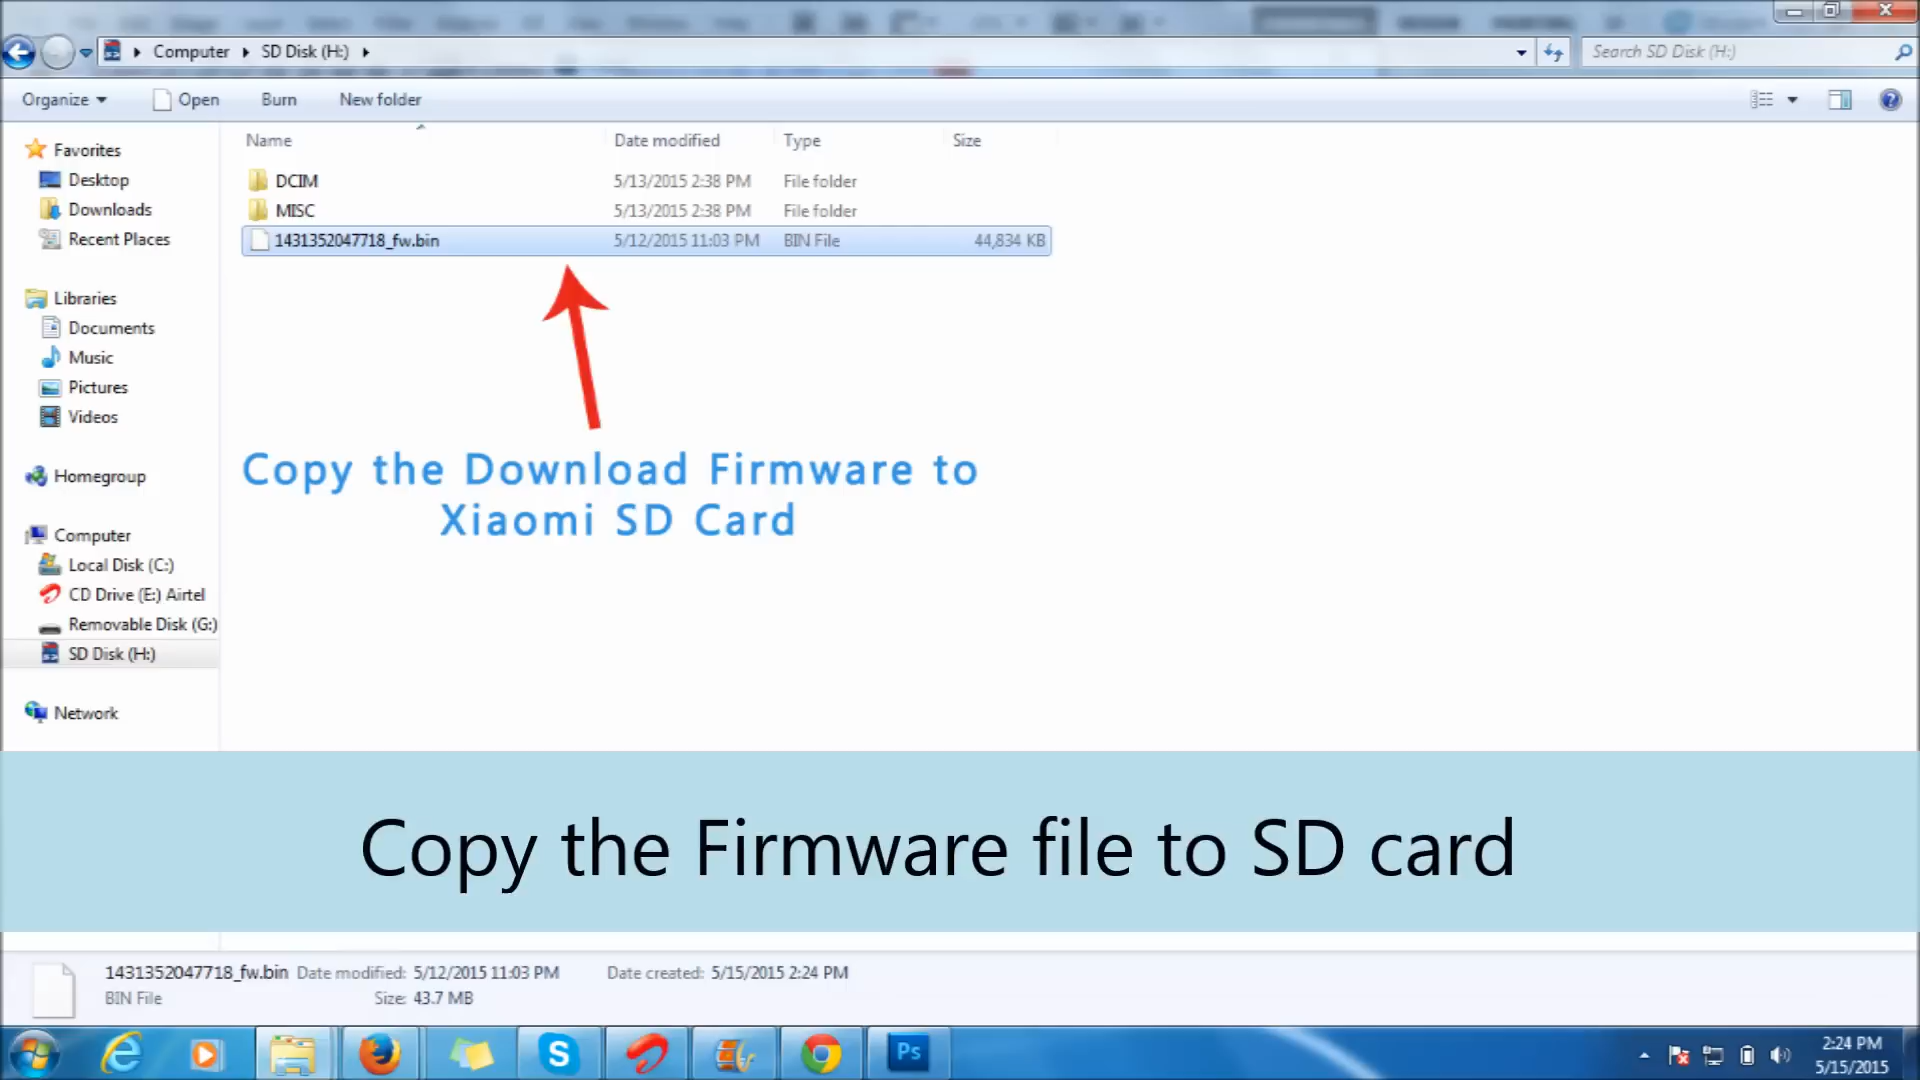 Computer SD Disk (H:) Search SD Disk (H:)
Organize Open Burn New folder
Name Date modified Type Size
DCIM 5/13/2015 2:38 PM File folder
MISC 5/13/2015 2:38 PM File folder
1431352047718_fw.bin 5/12/2015 11:03 PM BIN File 44,834 KB
Favorites
Desktop
Downloads
Recent Places
Libraries
Documents
Music
Pictures
Videos
Homegroup
Computer
Local Disk (C:)
CD Drive (E:) Airtel
Removable Disk (G:)
SD Disk (H:)
Network
Copy the Download Firmware to
Xiaomi SD Card
Copy the Firmware file to SD card
1431352047718_fw.bin Date modified: 5/12/2015 11:03 PM Date created: 5/15/2015 2:24 PM
BIN File Size: 43.7 MB
S Ps
2:24 PM
5/15/2015